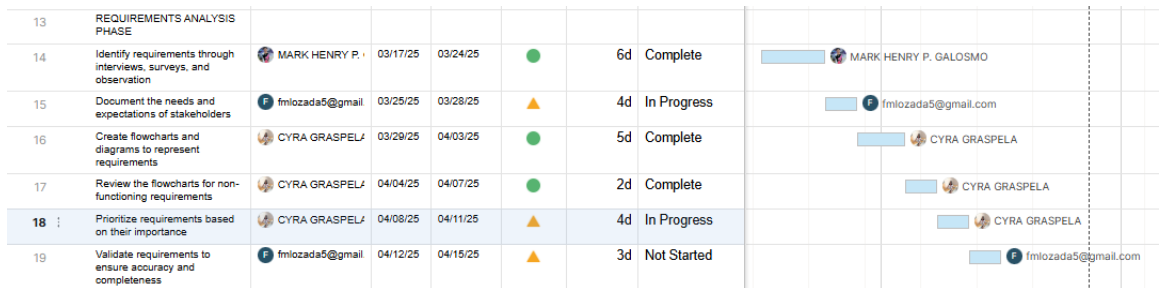 13 REQUIREMENTS ANALYSIS
PHASE
14 Identify requirements through MARK HENRY P. 03/17/25 03/24/25 6d Complete MARK HENRY P. GALOSMO
interviews, surveys, and
observation
15 Document the needs and F fmlozada5@gmail 03/25/25 03/28/25 4d In Progress F fmlozada5@gmail.com
expectations of stakeholders
16 Create flowcharts and CYRA GRASPELA 03/29/25 04/03/25 5d Complete CYRA GRASPELA
diagrams to represent
requirements
17 Review the flowcharts for non- CYRA GRASPELA 04/04/25 04/07/25 2d Complete CYRA GRASPELA
functioning requirements
18 Prioritize requirements based CYRA GRASPELA 04/08/25 04/11/25 4d In Progress CYRA GRASPELA
on their importance
19 Validate requirements to F fmlozada5@gmail 04/12/25 04/15/25 3d Not Started F fmlozada5@gmail.com
ensure accuracy and
completeness